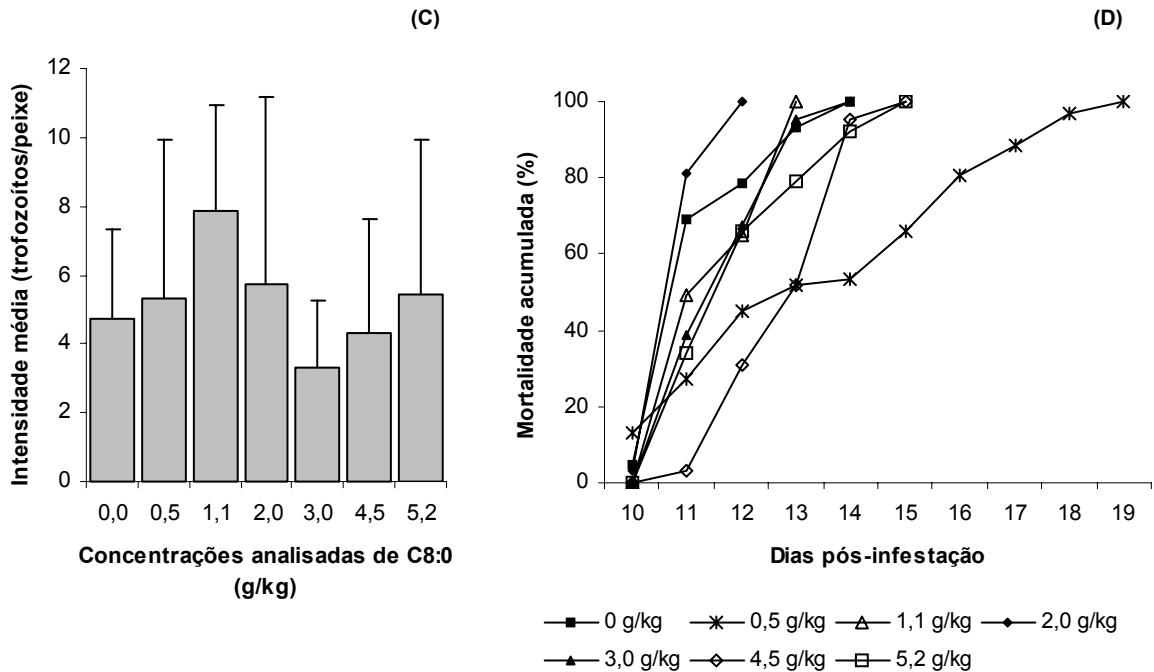 (C)
Intensidade média (trofozoítos/peixe)
12
10
8
6
4
2
0
0,0 0,5 1,1 2,0 3,0 4,5 5,2
Concentrações analisadas de C8:0
(g/kg)
(D)
Mortalidade acumulada (%)
100
80
60
40
20
0
10 11 12 13 14 15 16 17 18 19
Dias pós-infestação
0 g/kg 0,5 g/kg 1,1 g/kg 2,0 g/kg
3,0 g/kg 4,5 g/kg 5,2 g/kg